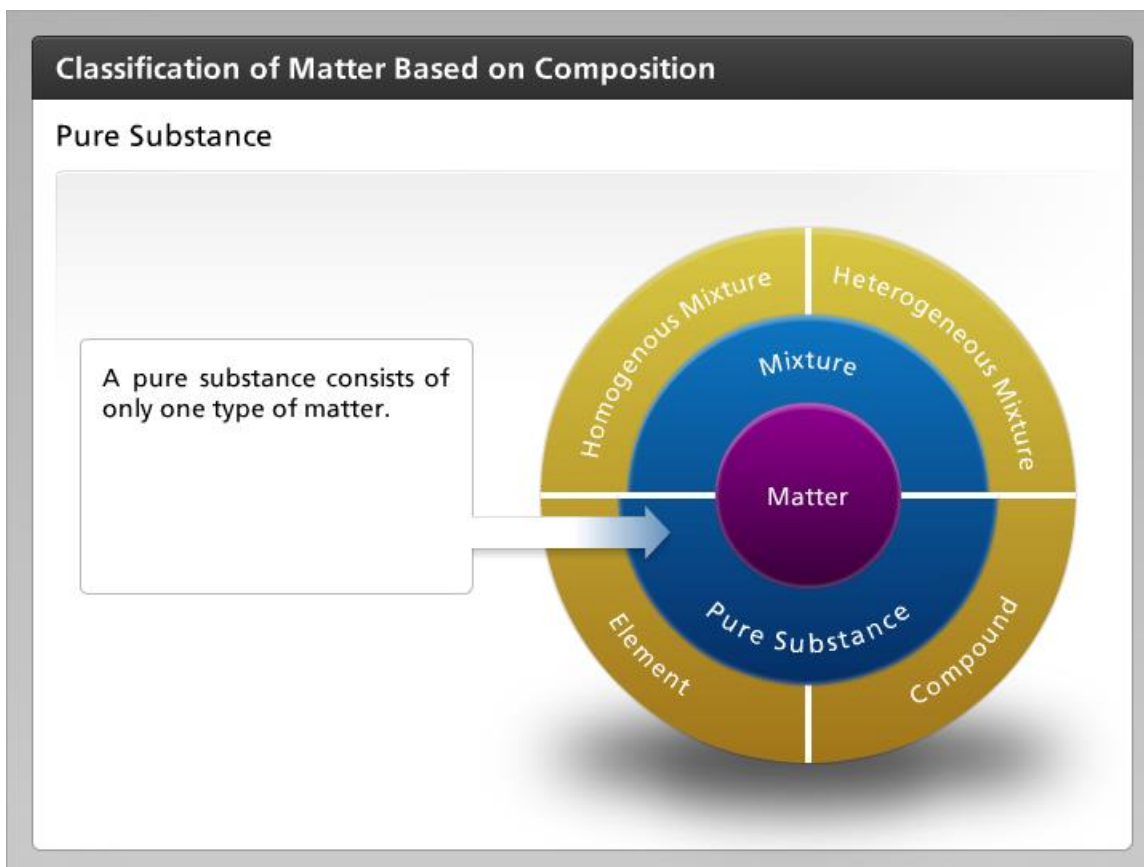 Classification of Matter Based on Composition
Pure Substance
A pure substance consists of
only one type of matter.
Homogenous Mixture
Heterogeneous Mixture
Mixture
Matter
Pure Substance
Element
Compound